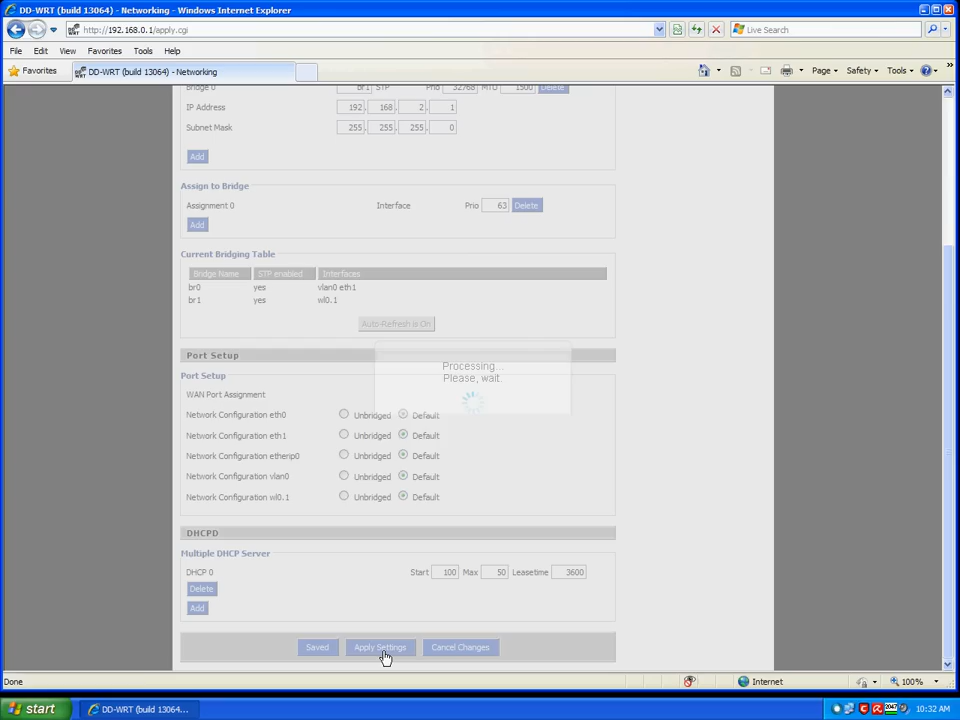 DD-WRT (build 13064) - Networking - Windows Internet Explorer
http://192.168.0.1/apply.cgi
Live Search
File Edit View Favorites Tools Help
Favorites
DD-WRT (build 13064) - Networking
Page Safety Tools
Bridge 0 br1 STP Prio 32768 MTU 1500 Delete
IP Address 192. 168. 2. 1
Subnet Mask 255. 255. 255. 0
Add
Assign to Bridge
Assignment 0 Interface Prio 63 Delete
Add
Current Bridging Table
Bridge Name STP enabled Interfaces
br0 yes vlan0 eth1
br1 yes wl0.1
Auto-Refresh is On
Port Setup
Processing...
Please, wait.
Port Setup
WAN Port Assignment
Network Configuration eth0 Unbridged Default
Network Configuration eth1 Unbridged Default
Network Configuration etherip0 Unbridged Default
Network Configuration vlan0 Unbridged Default
Network Configuration wl0.1 Unbridged Default
DHCPD
Multiple DHCP Server
DHCP 0 Start 100 Max 50 Leasetime 3600
Delete
Add
Saved Apply Settings Cancel Changes
Done Internet 100%
start DD-WRT (build 13064... 2047 10:32 AM